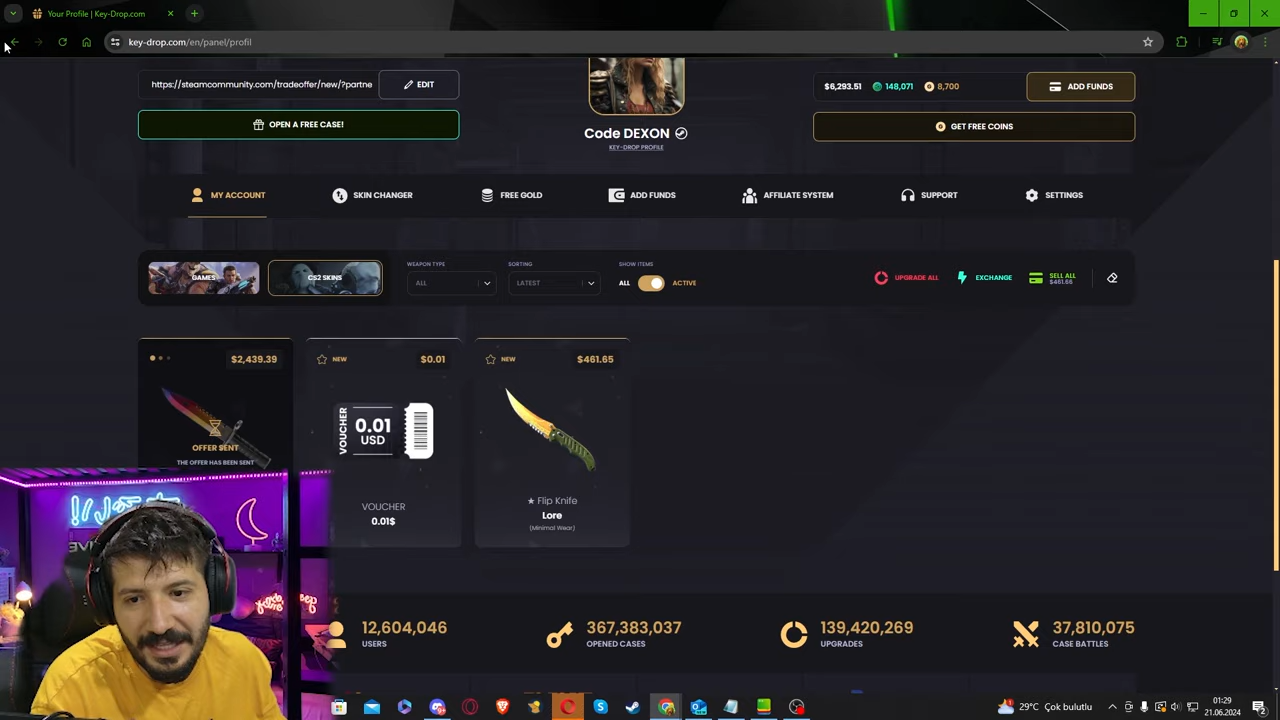 Your Profile | Key-Drop.com
key-drop.com/en/panel/profil
https://steamcommunity.com/tradeoffer/new/?partne
EDIT
$6,293.51 148,071 8,700
ADD FUNDS
OPEN A FREE CASE!
Code DEXON
KEY-DROP PROFILE
GET FREE COINS
MY ACCOUNT
SKIN CHANGER
FREE GOLD
ADD FUNDS
AFFILIATE SYSTEM
SUPPORT
SETTINGS
GAMES
CS2 SKINS
WEAPON TYPE
ALL
SORTING
LATEST
SHOW ITEMS
ALL
ACTIVE
UPGRADE ALL
EXCHANGE
SELL ALL
$461.66
$2,439.39
OFFER SENT
THE OFFER HAS BEEN SENT
NEW
$0.01
VOUCHER
0.01
USD
VOUCHER
0.01$
NEW
$461.65
★ Flip Knife
Lore
(Minimal Wear)
12,604,046
USERS
367,383,037
OPENED CASES
139,420,269
UPGRADES
37,810,075
CASE BATTLES
29°C Çok bulutlu
01:29
21.06.2024
2